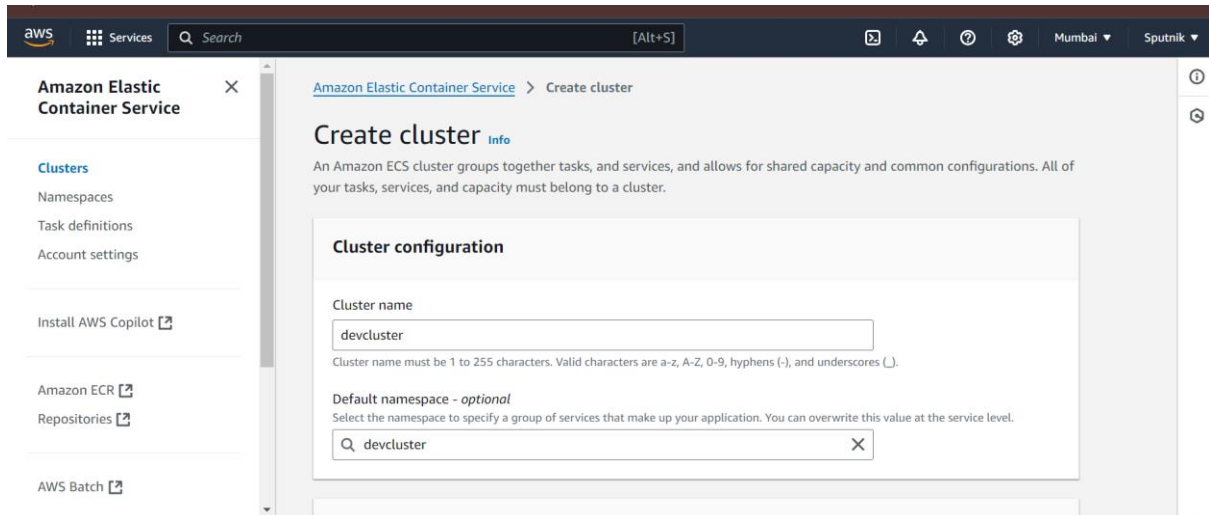 aws Services Search [Alt+S] Mumbai Sputnik
Amazon Elastic
Container Service
Clusters
Namespaces
Task definitions
Account settings
Install AWS Copilot
Amazon ECR
Repositories
AWS Batch
Amazon Elastic Container Service > Create cluster
Create cluster Info
An Amazon ECS cluster groups together tasks, and services, and allows for shared capacity and common configurations. All of
your tasks, services, and capacity must belong to a cluster.
Cluster configuration
Cluster name
devcluster
Cluster name must be 1 to 255 characters. Valid characters are a-z, A-Z, 0-9, hyphens (-), and underscores (_).
Default namespace - optional
Select the namespace to specify a group of services that make up your application. You can overwrite this value at the service level.
devcluster